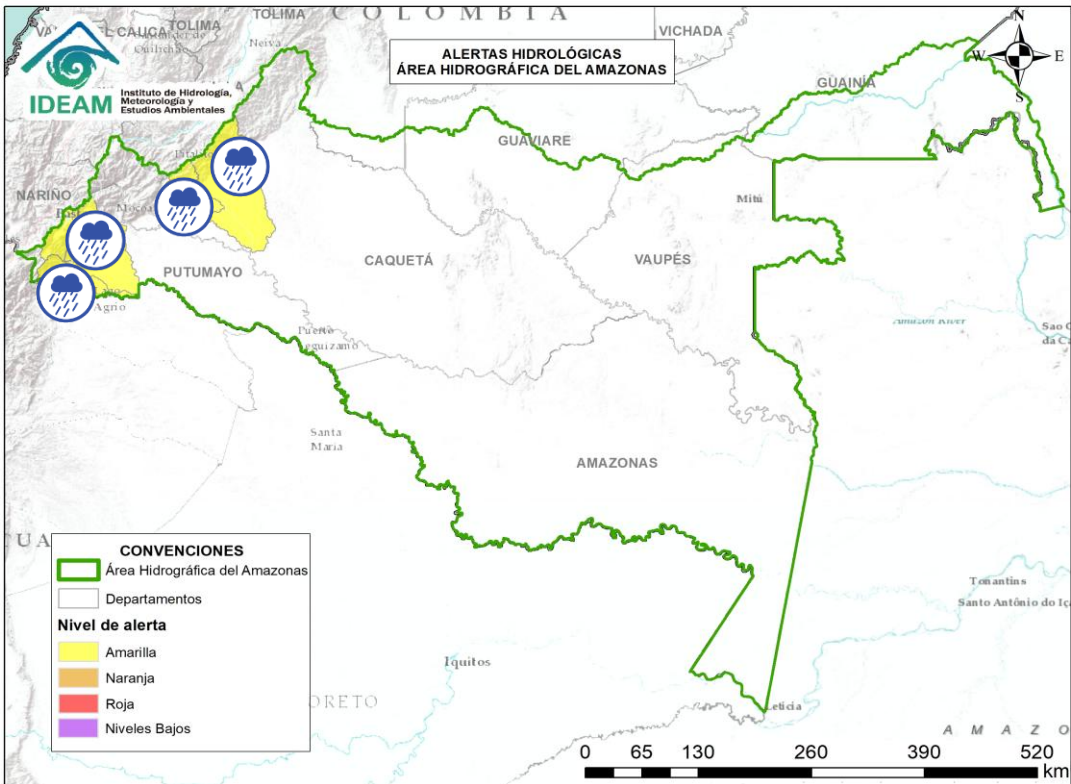 COLOMBIA
TOLIMA
CAUCA
TOLIMA
VICHADA
Neiva
IDEAM
Instituto de Hidrología,
Meteorología y
Estudios Ambientales
ALERTAS HIDROLÓGICAS
ÁREA HIDROGRÁFICA DEL AMAZONAS
N
W
E
S
GUAINÍA
GUAVIARE
NARIÑO
Mitú
PUTUMAYO
CAQUETÁ
VAUPÉS
Agrio
Puerto
Amazon River
Santa
Maria
AMAZONAS
CONVENCIONES
Área Hidrográfica del Amazonas
Departamentos
Nivel de alerta
Amarilla
Naranja
Roja
Niveles Bajos
Tonantins
Santo Antônio do Iç
Iquitos
ORETO
Leticia
AMAZO
0 65 130 260 390 520
km